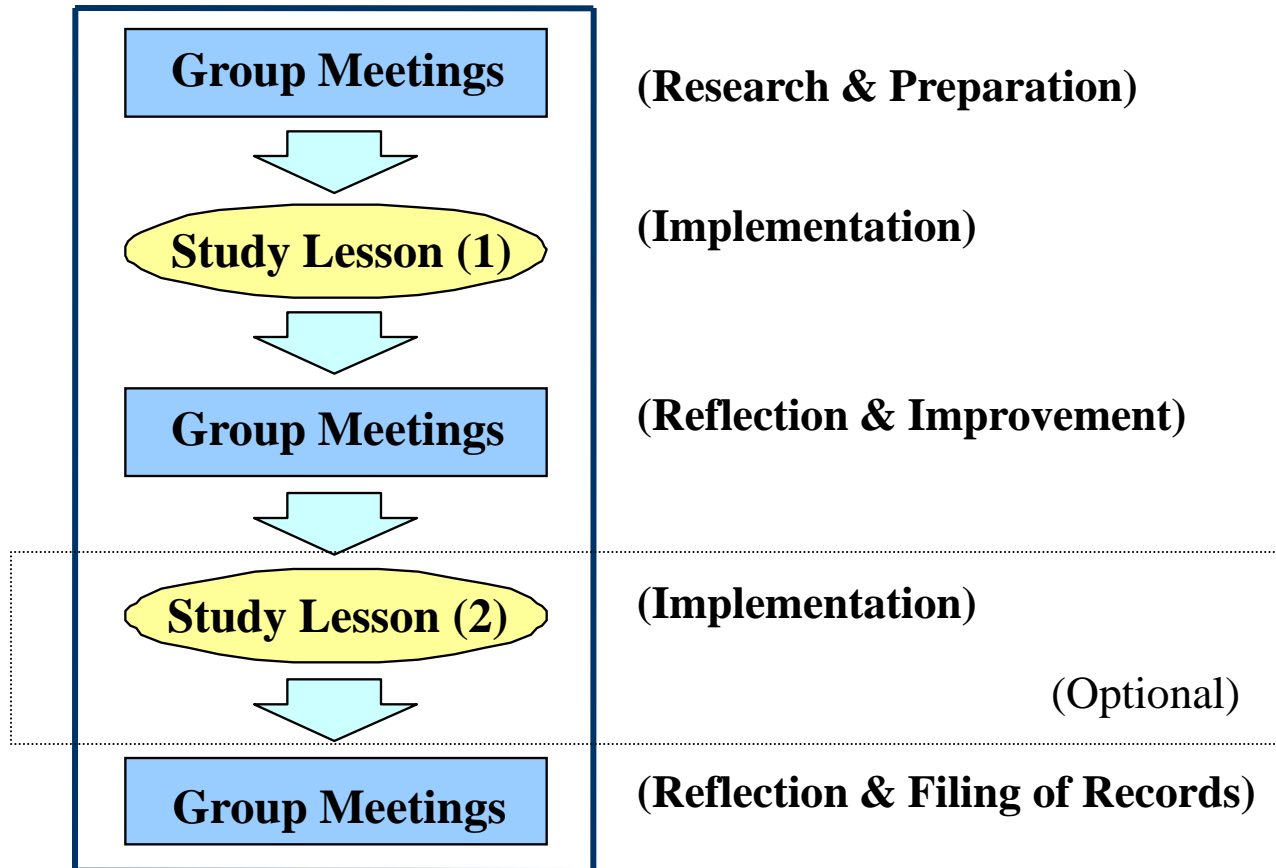 Group Meetings
(Research & Preparation)
Study Lesson (1)
(Implementation)
Group Meetings
(Reflection & Improvement)
Study Lesson (2)
(Implementation)
(Optional)
Group Meetings
(Reflection & Filing of Records)